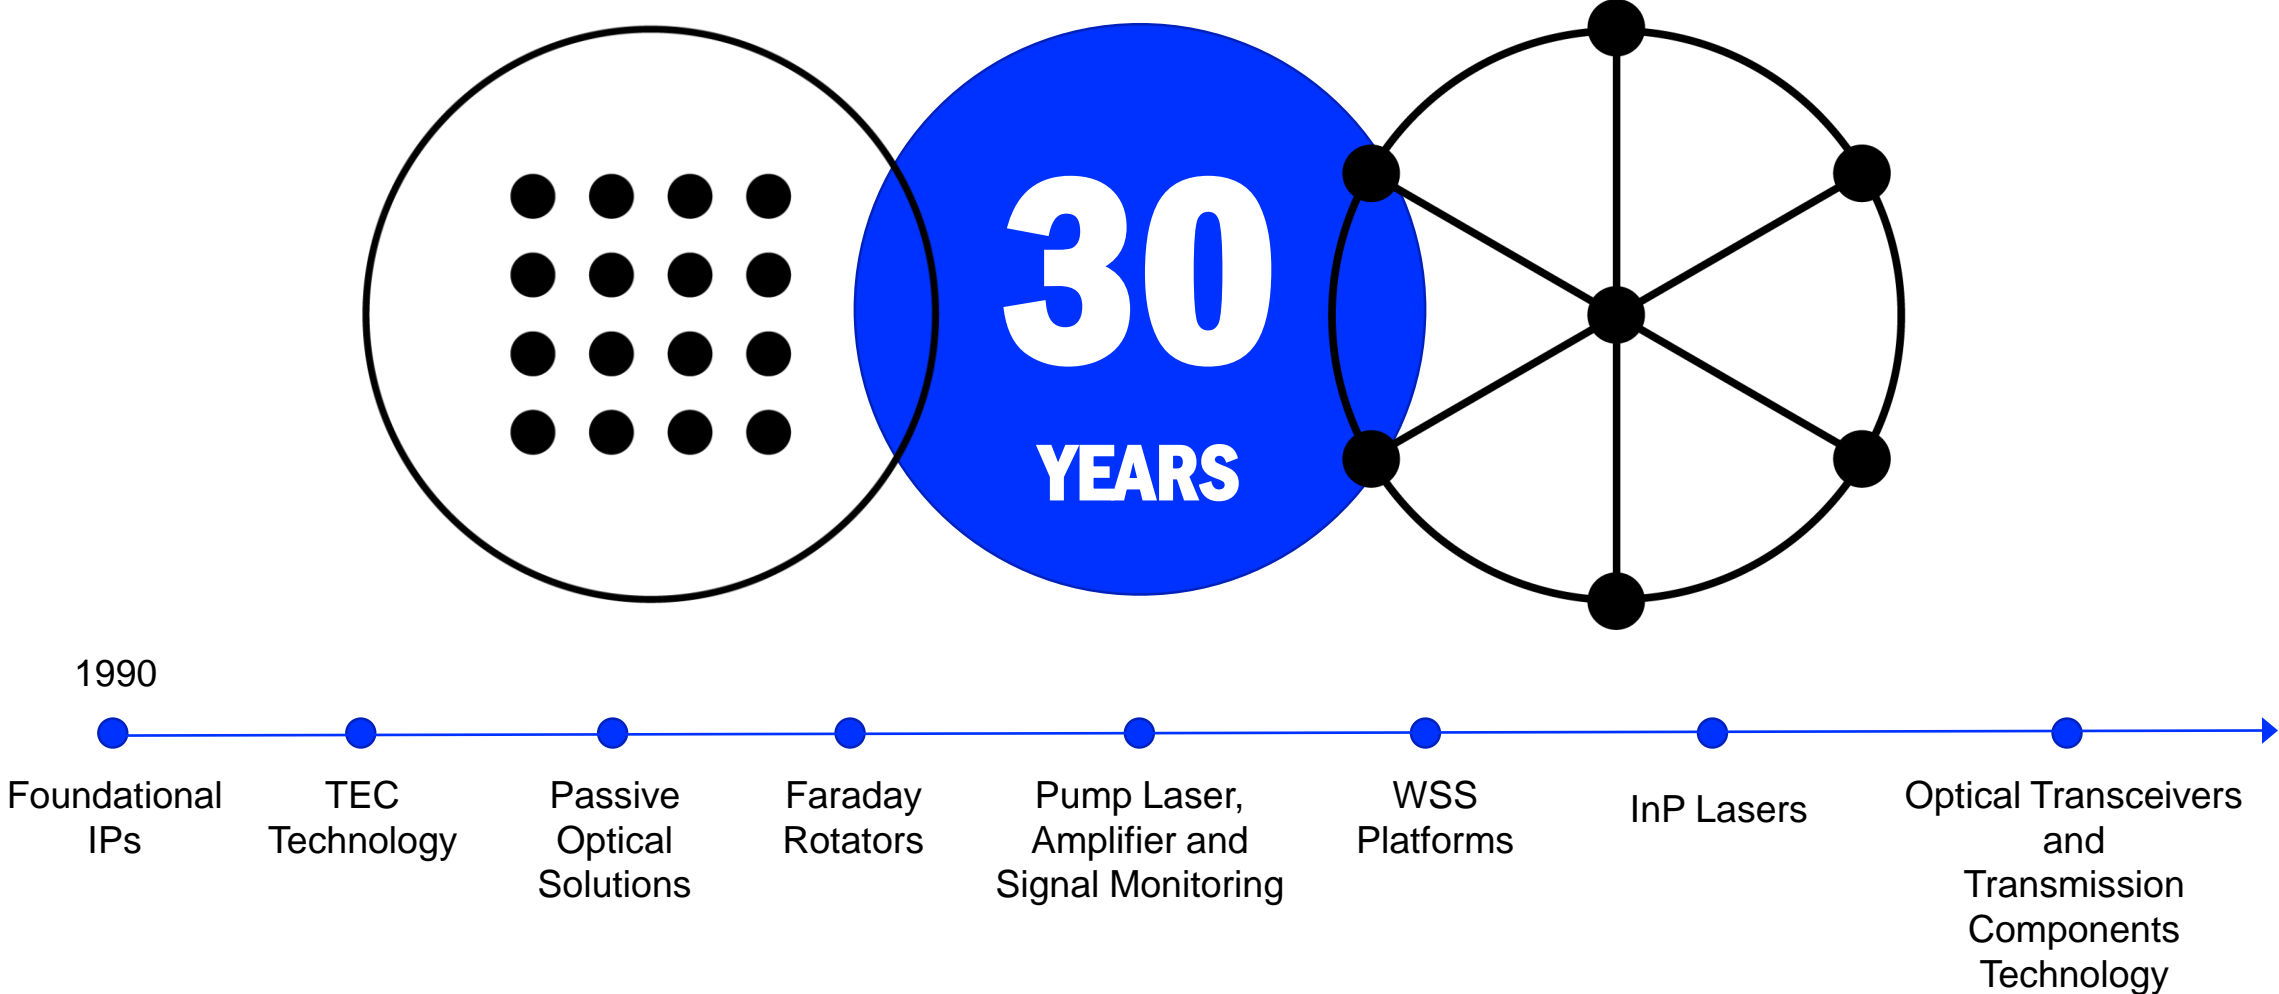 30
YEARS
1990
Foundational
IPs
TEC
Technology
Passive
Optical
Solutions
Faraday
Rotators
Pump Laser,
Amplifier and
Signal Monitoring
WSS
Platforms
InP Lasers
Optical Transceivers
and
Transmission
Components
Technology